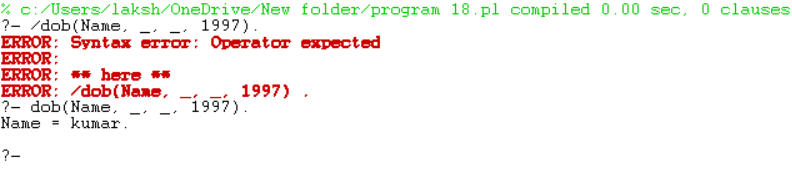 % c:/Users/laksh/OneDrive/New folder/program 18.pl compiled 0.00 sec, 0 clauses
?- /dob(Name, _, _, 1997).
ERROR: Syntax error: Operator expected
ERROR:
ERROR: ** here **
ERROR: /dob(Name, _, _, 1997) .
?- dob(Name, _, _, 1997).
Name = kumar.
?-